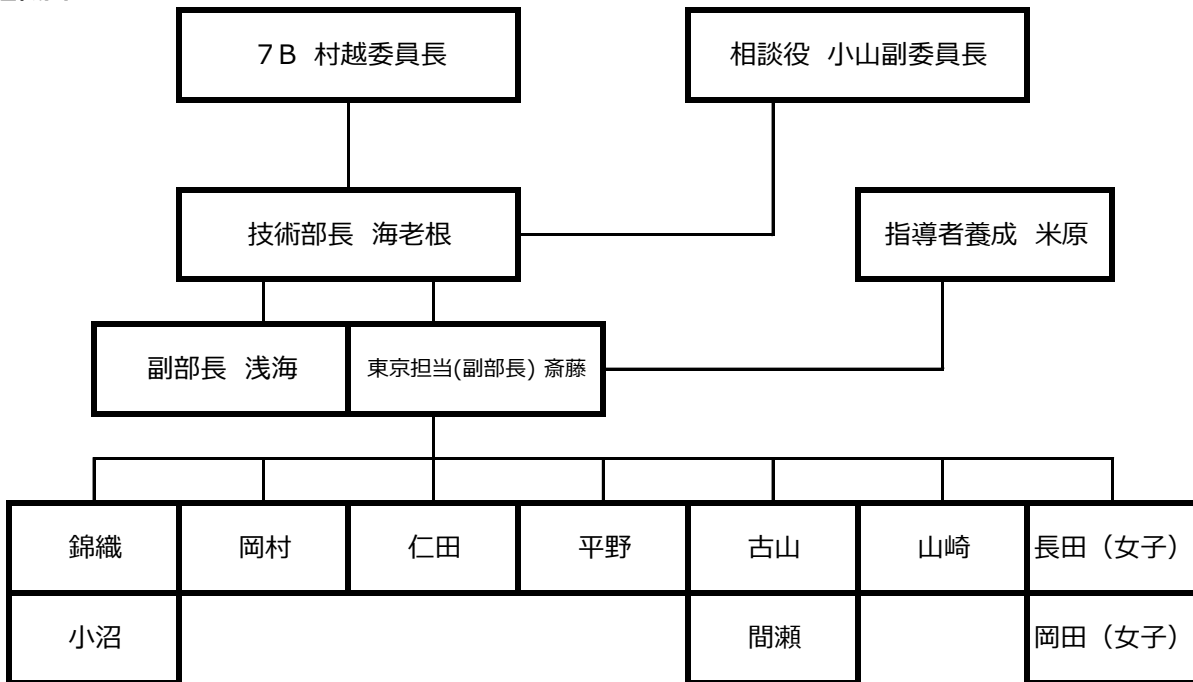 7B 村越委員長
相談役 小山副委員長
技術部長 海老根
指導者養成 米原
副部長 浅海
東京担当(副部長) 斎藤
錦織
岡村
仁田
平野
古山
山崎
長田（女子）
小沼
間瀬
岡田（女子）